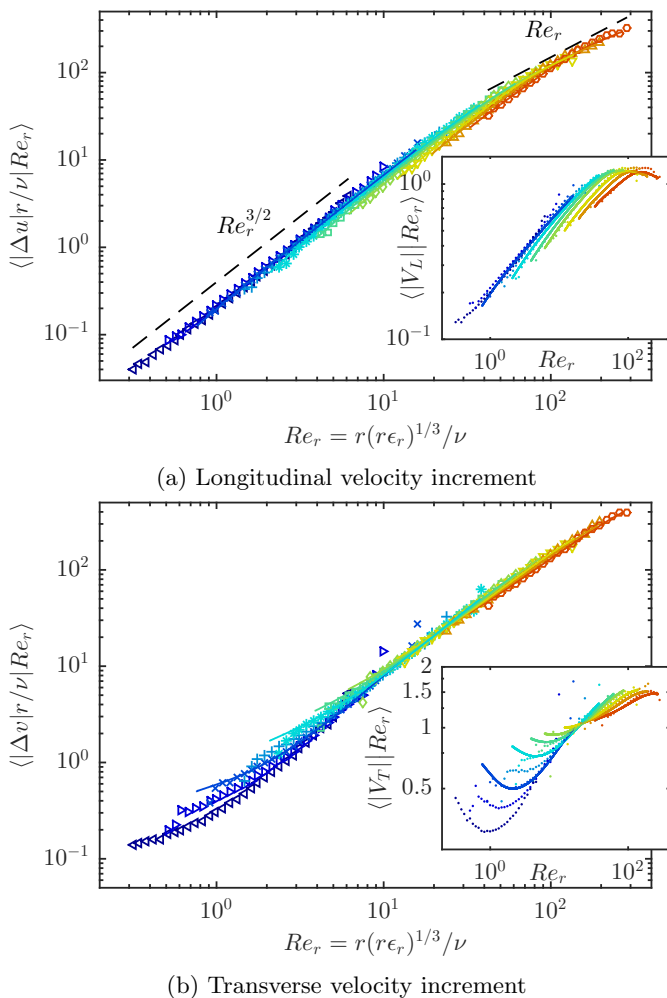 10^2
10^1
10^0
10^{-1}
⟨|Δu|r/ν|Re_r⟩
Re_r
Re_r^{3/2}
10^0
10^{-1}
⟨|V_L||Re_r⟩
10^0 Re_r 10^2
10^0 10^1 10^2
Re_r = r(rϵ_r)^{1/3}/ν
(a) Longitudinal velocity increment
10^2
10^1
10^0
10^{-1}
⟨|Δv|r/ν|Re_r⟩
2
1.5
1
0.5
⟨|V_T||Re_r⟩
10^0 Re_r 10^2
10^0 10^1 10^2
Re_r = r(rϵ_r)^{1/3}/ν
(b) Transverse velocity increment